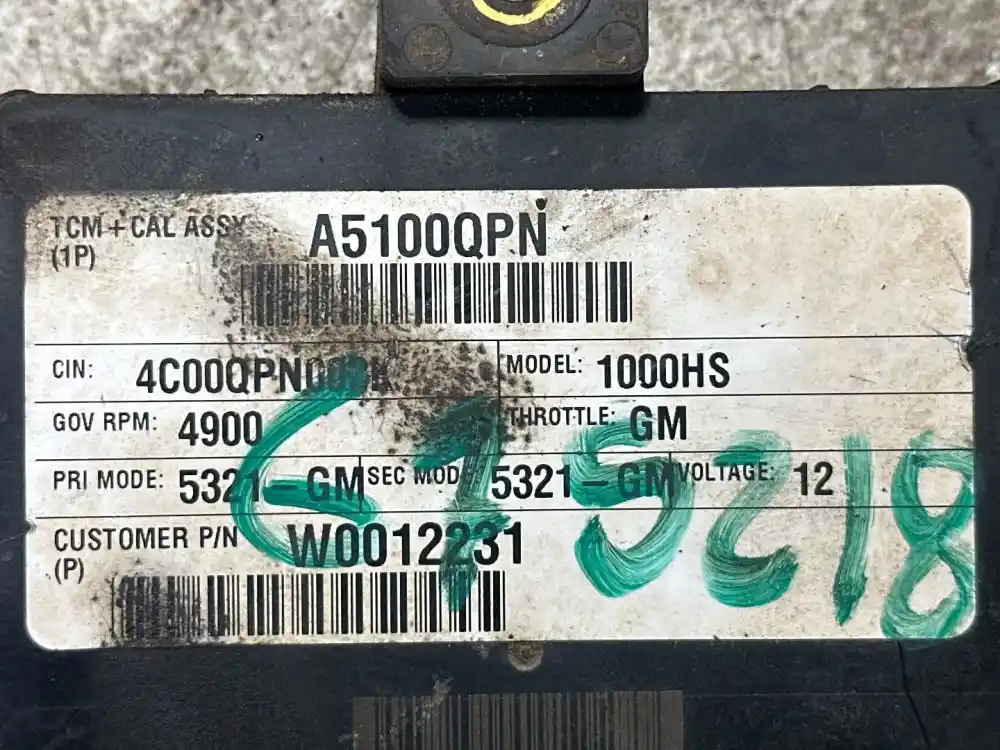 TCM + CAL ASSY A5100QPN
(1P)
CIN: MODEL: 1000HS
GOV RPM: 4900 THROTTLE: GM
PRI MODE: 5321-GM SEC MODE: 5321-GM VOLTAGE: 12
CUSTOMER P/N W0012231
(P)
675218